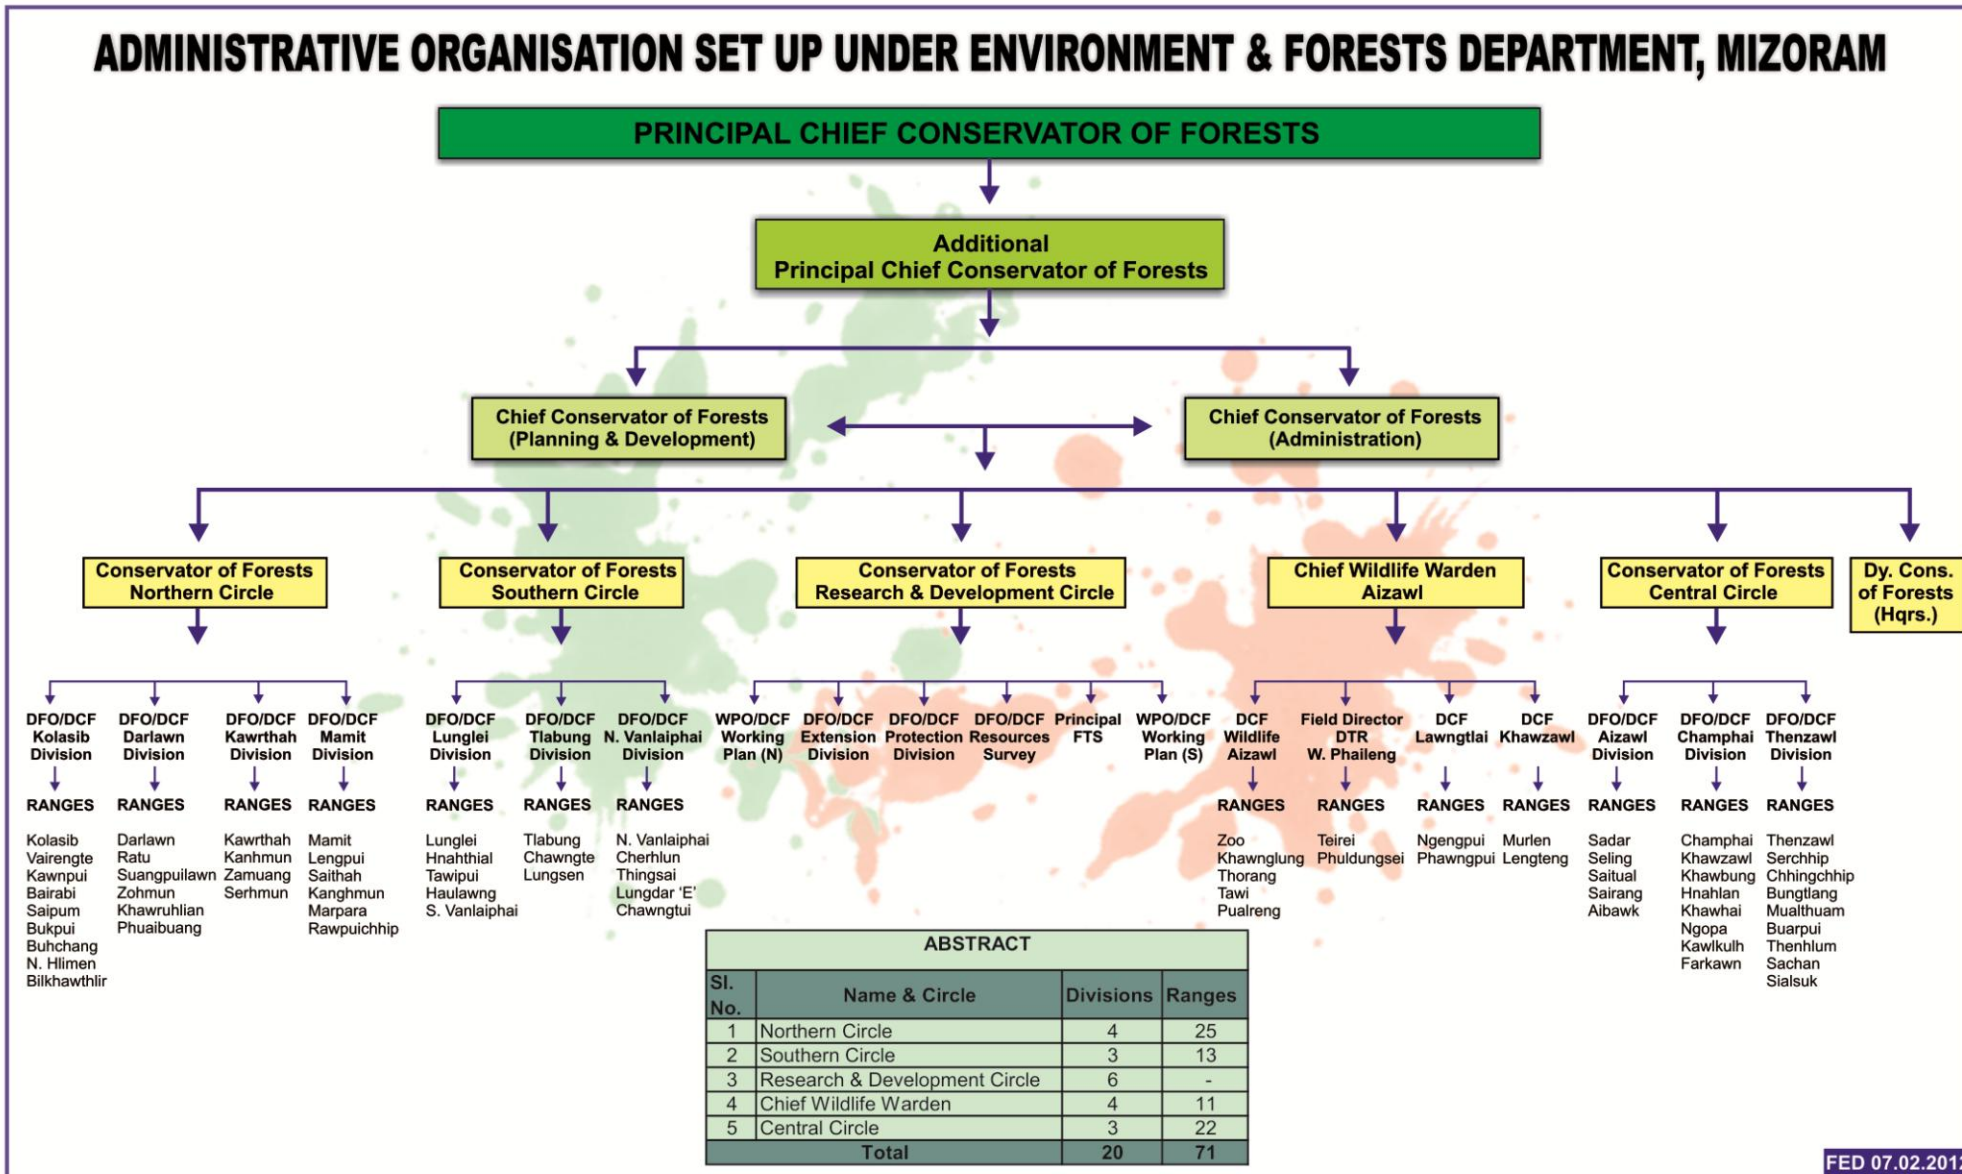 ADMINISTRATIVE ORGANISATION SET UP UNDER ENVIRONMENT & FORESTS DEPARTMENT, MIZORAM
PRINCIPAL CHIEF CONSERVATOR OF FORESTS
Additional
Principal Chief Conservator of Forests
Chief Conservator of Forests
(Planning & Development)
Chief Conservator of Forests
(Administration)
Conservator of Forests
Northern Circle
Conservator of Forests
Southern Circle
Conservator of Forests
Research & Development Circle
Chief Wildlife Warden
Aizawl
Conservator of Forests
Central Circle
Dy. Cons.
of Forests
(Hqrs.)
DFO/DCF
Kolasib
Division
RANGES
Kolasib
Vairengte
Kawnpui
Bairabi
Saipum
Bukpui
Buhchang
N. Hlimen
Bilkhawthlir
DFO/DCF
Darlawn
Division
RANGES
Darlawn
Ratu
Suangpuilawn
Zohmun
Khawruhlian
Phuaibuang
DFO/DCF
Kawrthah
Division
RANGES
Kawrthah
Kanhmun
Zamuang
Serhmun
DFO/DCF
Mamit
Division
RANGES
Mamit
Lengpui
Saithah
Kanghmun
Marpara
Rawpuichhip
DFO/DCF
Lunglei
Division
RANGES
Lunglei
Hnahthial
Tawipui
Haulawng
S. Vanlaiphai
DFO/DCF
Tlabung
Division
RANGES
Tlabung
Chawngte
Lungsen
DFO/DCF
N. Vanlaiphai
Division
RANGES
N. Vanlaiphai
Cherhlun
Thingsai
Lungdar ‘E’
Chawngtui
WPO/DCF
Working
Plan (N)
DFO/DCF
Extension
Division
DFO/DCF
Protection
Division
DFO/DCF
Resources
Survey
Principal
FTS
WPO/DCF
Working
Plan (S)
DCF
Wildlife
Aizawl
RANGES
Zoo
Khawnglung
Thorang
Tawi
Pualreng
Field Director
DTR
W. Phaileng
RANGES
Teirei
Phuldungsei
DCF
Lawngtlai
RANGES
Ngengpui
Phawngpui
DCF
Khawzawl
RANGES
Murlen
Lengteng
DFO/DCF
Aizawl
Division
RANGES
Sadar
Seling
Saitual
Sairang
Aibawk
DFO/DCF
Champhai
Division
RANGES
Champhai
Khawzawl
Khawbung
Hnahlan
Khawhai
Ngopa
Kawlkulh
Farkawn
DFO/DCF
Thenzawl
Division
RANGES
Thenzawl
Serchhip
Chhingchhip
Bungtlang
Mualthuam
Buarpui
Thenhlum
Sachan
Sialsuk
ABSTRACT
Sl. No. Name & Circle Divisions Ranges
1 Northern Circle 4 25
2 Southern Circle 3 13
3 Research & Development Circle 6 -
4 Chief Wildlife Warden 4 11
5 Central Circle 3 22
Total 20 71
FED 07.02.2012